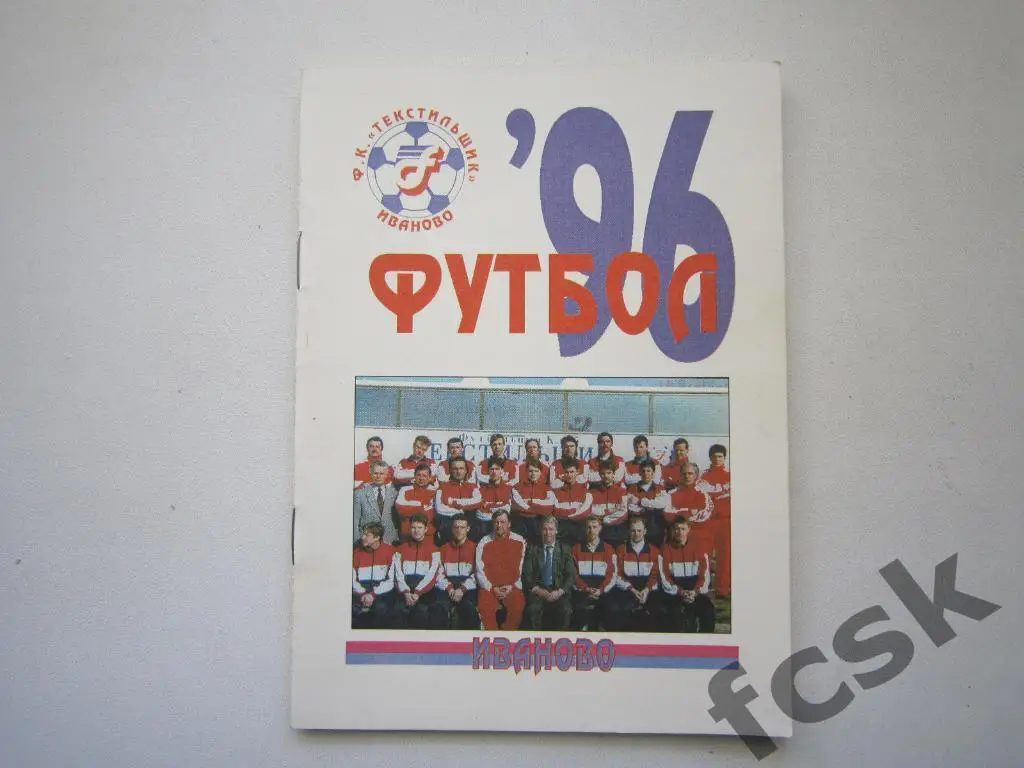 Ф.К. «ТЕКСТИЛЬЩИК»
ИВАНОВО
'96
ФУТБОЛ
ИВАНОВО
fcsk